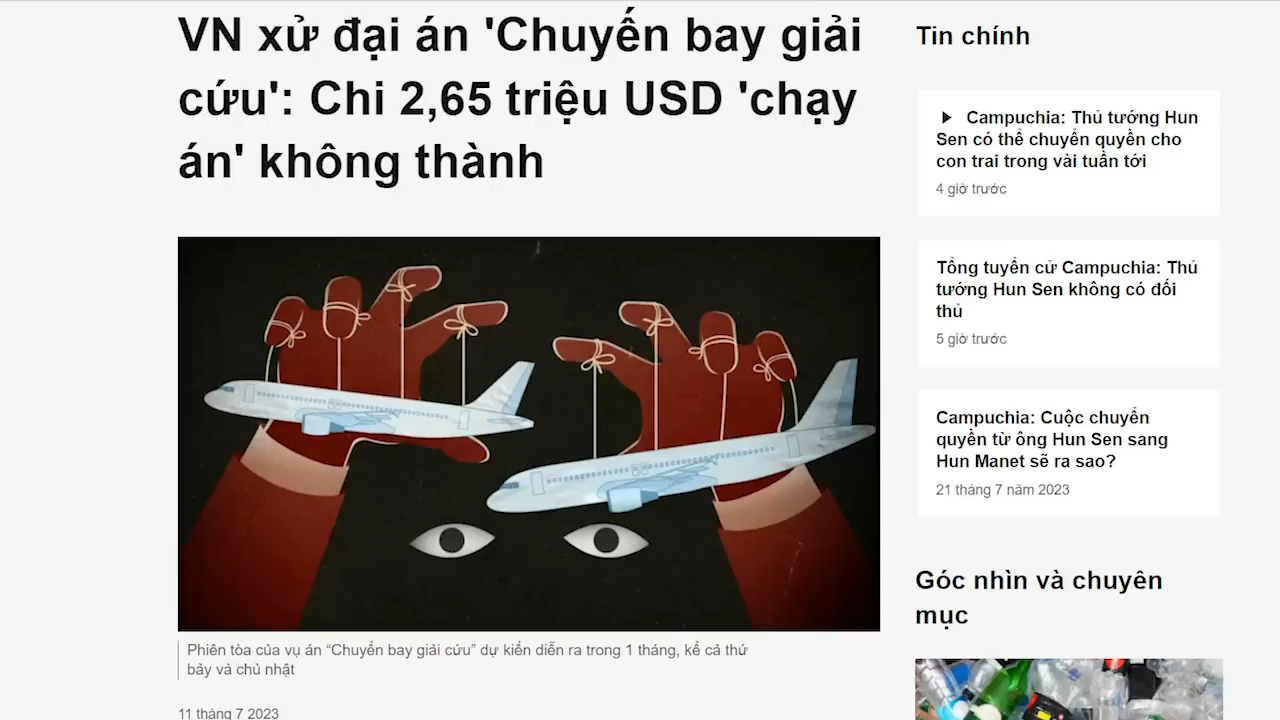 VN xử đại án 'Chuyến bay giải
cứu': Chi 2,65 triệu USD 'chạy
án' không thành
Phiên tòa của vụ án “Chuyến bay giải cứu” dự kiến diễn ra trong 1 tháng, kể cả thứ
bảy và chủ nhật
11 tháng 7 2023
Tin chính
Campuchia: Thủ tướng Hun
Sen có thể chuyển quyền cho
con trai trong vài tuần tới
4 giờ trước
Tổng tuyển cử Campuchia: Thủ
tướng Hun Sen không có đối
thủ
5 giờ trước
Campuchia: Cuộc chuyển
quyền từ ông Hun Sen sang
Hun Manet sẽ ra sao?
21 tháng 7 năm 2023
Góc nhìn và chuyên
mục